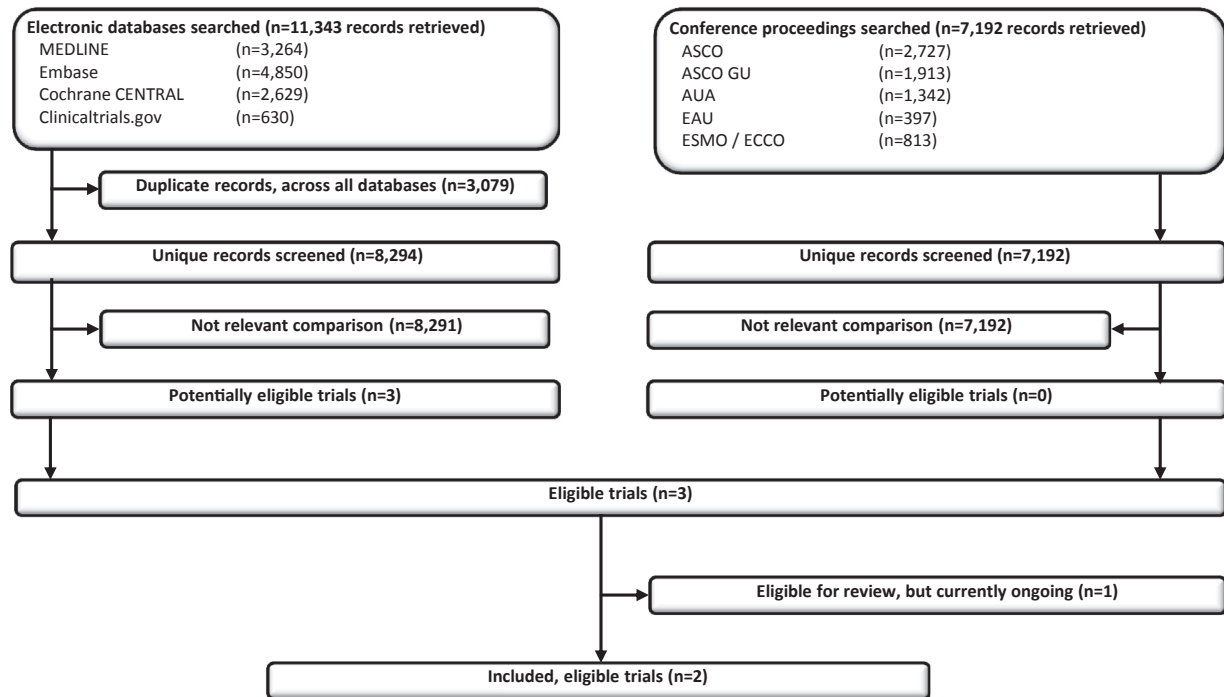 Electronic databases searched (n=11,343 records retrieved)
MEDLINE (n=3,264)
Embase (n=4,850)
Cochrane CENTRAL (n=2,629)
Clinicaltrials.gov (n=630)
Conference proceedings searched (n=7,192 records retrieved)
ASCO (n=2,727)
ASCO GU (n=1,913)
AUA (n=1,342)
EAU (n=397)
ESMO / ECCO (n=813)
Duplicate records, across all databases (n=3,079)
Unique records screened (n=8,294)
Unique records screened (n=7,192)
Not relevant comparison (n=8,291)
Not relevant comparison (n=7,192)
Potentially eligible trials (n=3)
Potentially eligible trials (n=0)
Eligible trials (n=3)
Eligible for review, but currently ongoing (n=1)
Included, eligible trials (n=2)